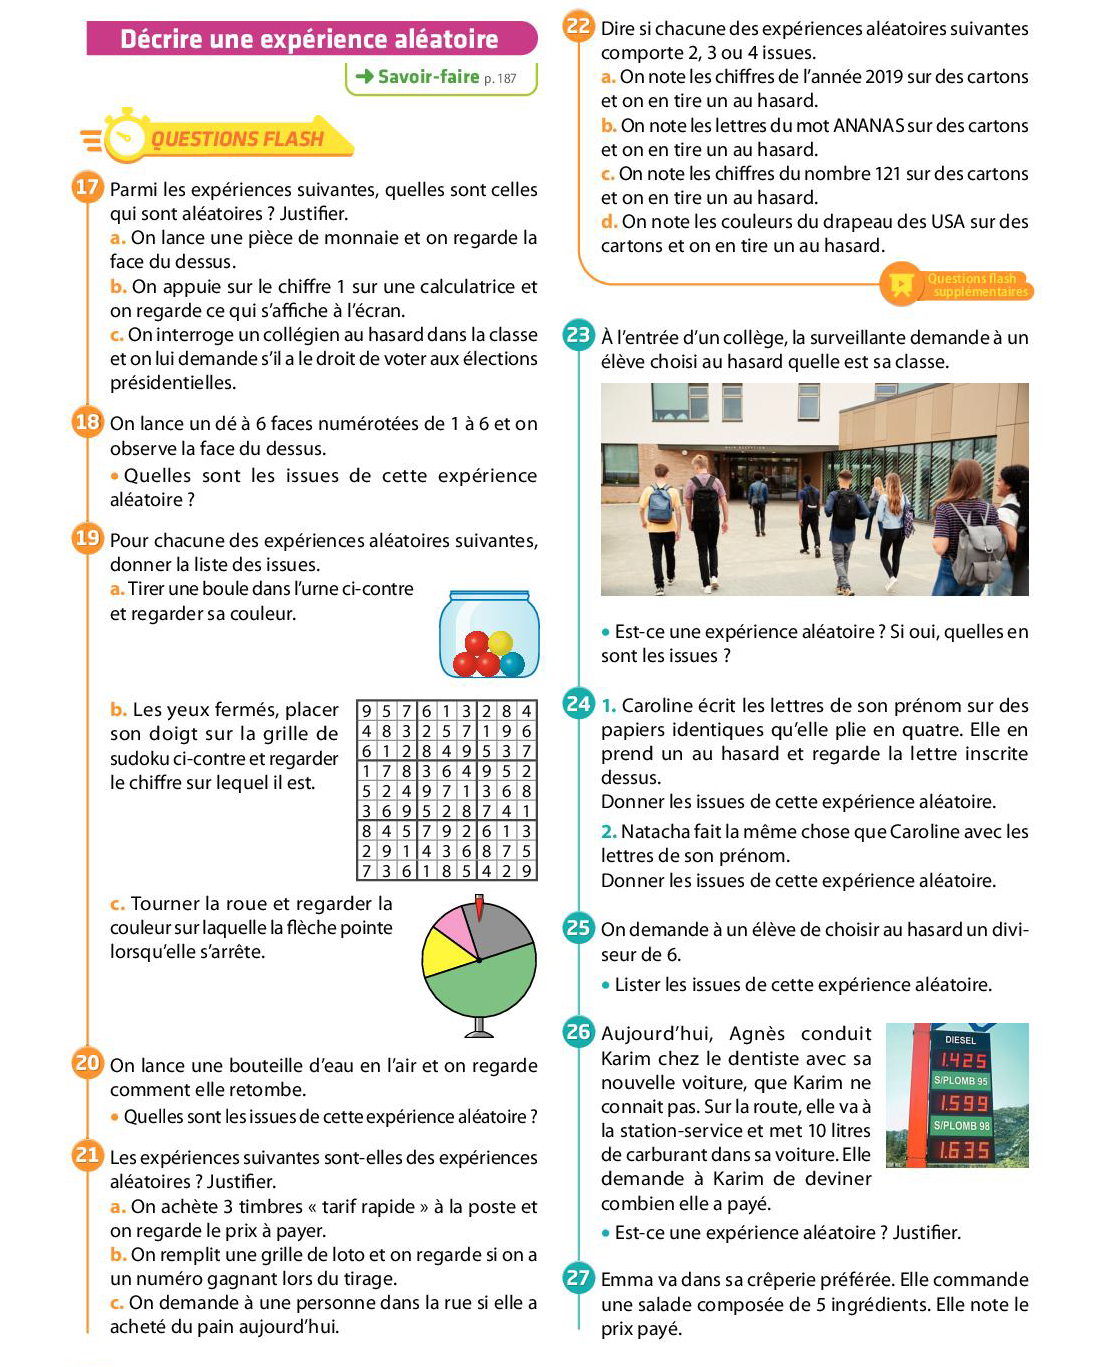 Décrire une expérience aléatoire
➔ Savoir-faire p. 187
QUESTIONS FLASH
17 Parmi les expériences suivantes, quelles sont celles
qui sont aléatoires ? Justifier.
a. On lance une pièce de monnaie et on regarde la
face du dessus.
b. On appuie sur le chiffre 1 sur une calculatrice et
on regarde ce qui s'affiche à l'écran.
c. On interroge un collégien au hasard dans la classe
et on lui demande s'il a le droit de voter aux élections
présidentielles.
18 On lance un dé à 6 faces numérotées de 1 à 6 et on
observe la face du dessus.
• Quelles sont les issues de cette expérience
aléatoire ?
19 Pour chacune des expériences aléatoires suivantes,
donner la liste des issues.
a. Tirer une boule dans l'urne ci-contre
et regarder sa couleur.
b. Les yeux fermés, placer
son doigt sur la grille de
sudoku ci-contre et regarder
le chiffre sur lequel il est.
9 5 7 6 1 3 2 8 4
4 8 3 2 5 7 1 9 6
6 1 2 8 4 9 5 3 7
1 7 8 3 6 4 9 5 2
5 2 4 9 7 1 3 6 8
3 6 9 5 2 8 7 4 1
8 4 5 7 9 2 6 1 3
2 9 1 4 3 6 8 7 5
7 3 6 1 8 5 4 2 9
c. Tourner la roue et regarder la
couleur sur laquelle la flèche pointe
lorsqu'elle s'arrête.
20 On lance une bouteille d'eau en l'air et on regarde
comment elle retombe.
• Quelles sont les issues de cette expérience aléatoire ?
21 Les expériences suivantes sont-elles des expériences
aléatoires ? Justifier.
a. On achète 3 timbres « tarif rapide » à la poste et
on regarde le prix à payer.
b. On remplit une grille de loto et on regarde si on a
un numéro gagnant lors du tirage.
c. On demande à une personne dans la rue si elle a
acheté du pain aujourd'hui.
22 Dire si chacune des expériences aléatoires suivantes
comporte 2, 3 ou 4 issues.
a. On note les chiffres de l'année 2019 sur des cartons
et on en tire un au hasard.
b. On note les lettres du mot ANANAS sur des cartons
et on en tire un au hasard.
c. On note les chiffres du nombre 121 sur des cartons
et on en tire un au hasard.
d. On note les couleurs du drapeau des USA sur des
cartons et on en tire un au hasard.
Questions flash
supplémentaires
23 À l'entrée d'un collège, la surveillante demande à un
élève choisi au hasard quelle est sa classe.
• Est-ce une expérience aléatoire ? Si oui, quelles en
sont les issues ?
24 1. Caroline écrit les lettres de son prénom sur des
papiers identiques qu'elle plie en quatre. Elle en
prend un au hasard et regarde la lettre inscrite
dessus.
Donner les issues de cette expérience aléatoire.
2. Natacha fait la même chose que Caroline avec les
lettres de son prénom.
Donner les issues de cette expérience aléatoire.
25 On demande à un élève de choisir au hasard un divi-
seur de 6.
• Lister les issues de cette expérience aléatoire.
26 Aujourd'hui, Agnès conduit
Karim chez le dentiste avec sa
nouvelle voiture, que Karim ne
connait pas. Sur la route, elle va à
la station-service et met 10 litres
de carburant dans sa voiture. Elle
demande à Karim de deviner
combien elle a payé.
DIESEL
1.425
S/PLOMB 95
1.599
S/PLOMB 98
1.635
• Est-ce une expérience aléatoire ? Justifier.
27 Emma va dans sa crêperie préférée. Elle commande
une salade composée de 5 ingrédients. Elle note le
prix payé.